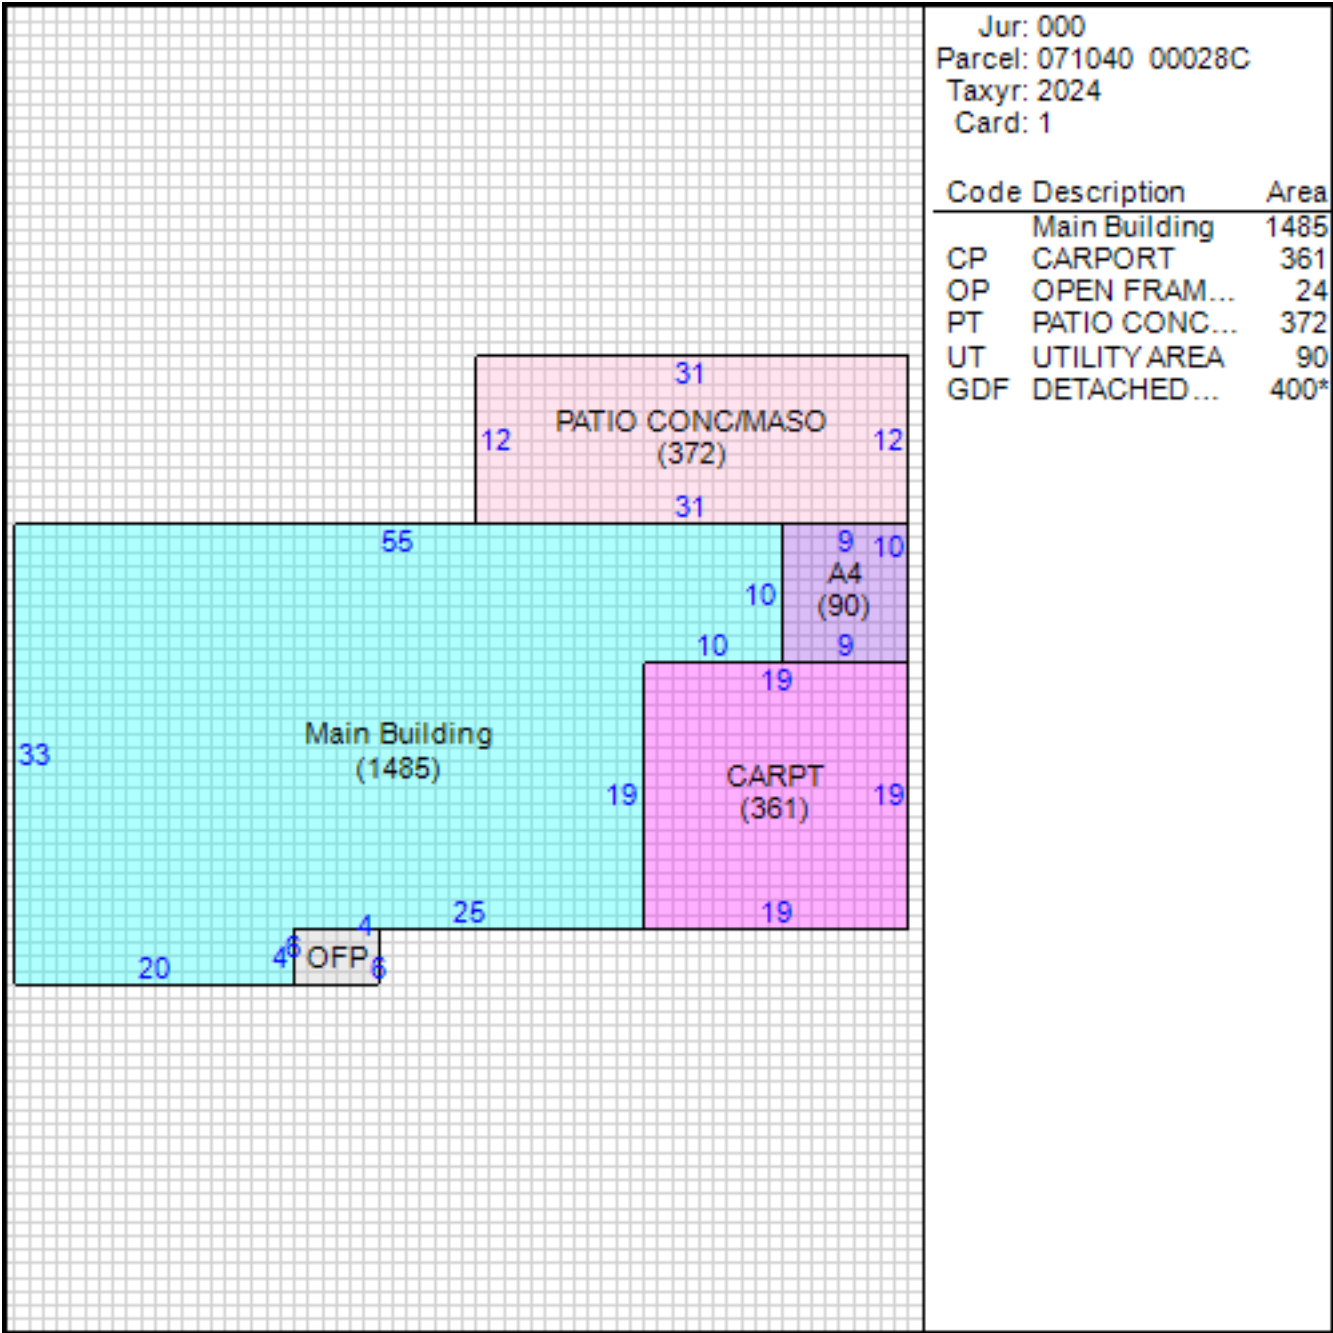 Jur: 000
Parcel: 071040 00028C
Taxyr: 2024
Card: 1
Code Description Area
Main Building 1485
CP CARPORT 361
OP OPEN FRAM... 24
PT PATIO CONC... 372
UT UTILITY AREA 90
GDF DETACHED... 400*
31
PATIO CONC/MASO
12 12
(372)
31
55 9 10
A4
10 (90)
10 9
19
Main Building
33 (1485)
CARPT
19 (361) 19
25 19
4
4 6 OFP 6
20